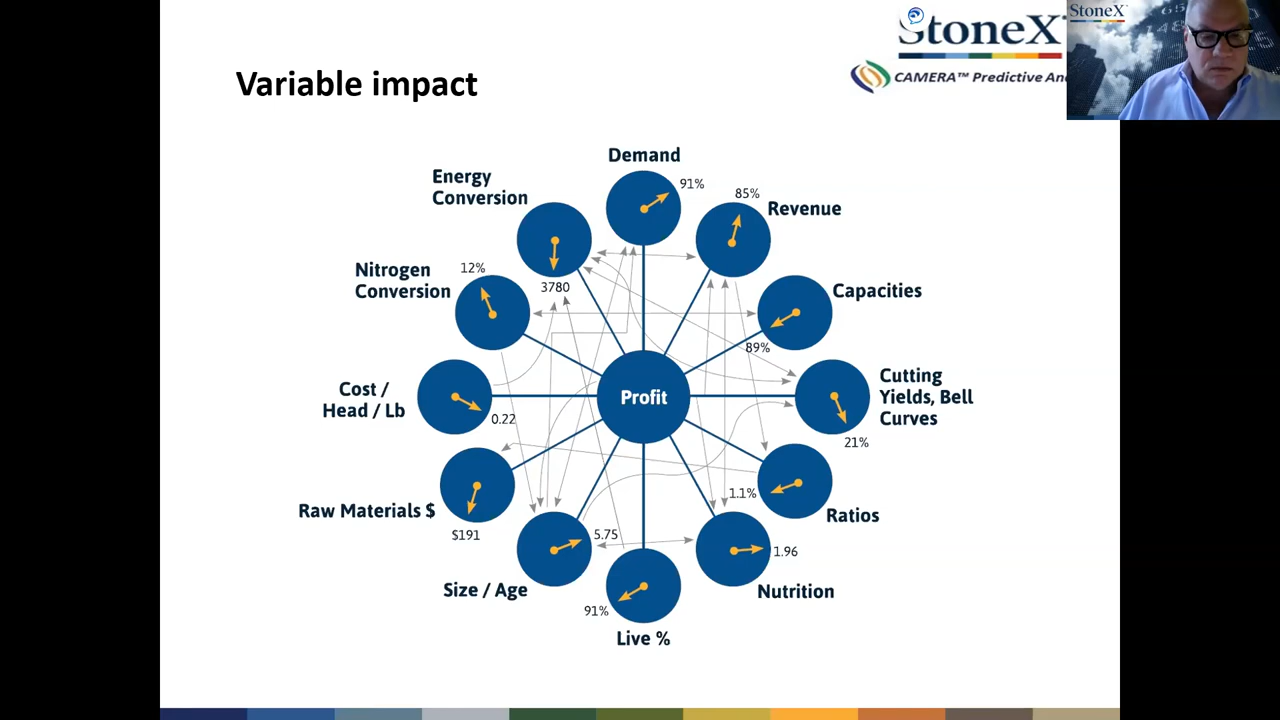 StoneX
StoneX
CAMERA™ Predictive
Variable impact
Demand
91%
Energy
Conversion
3780
85%
Revenue
Nitrogen
Conversion
12%
Capacities
89%
Cost /
Head / Lb
0.22
Profit
Cutting
Yields, Bell
Curves
21%
Raw Materials $
$191
1.1%
Ratios
Size / Age
5.75
1.96
Nutrition
91%
Live %